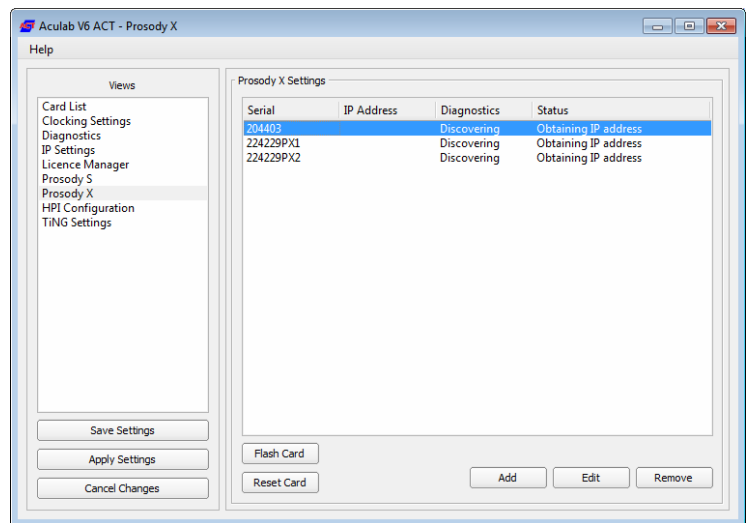 Aculab V6 ACT - Prosody X
Help
Views
Card List
Clocking Settings
Diagnostics
IP Settings
Licence Manager
Prosody S
Prosody X
HPI Configuration
TiNG Settings
Save Settings
Apply Settings
Cancel Changes
Prosody X Settings
Serial IP Address Diagnostics Status
204403 Discovering Obtaining IP address
224229PX1 Discovering Obtaining IP address
224229PX2 Discovering Obtaining IP address
Flash Card
Reset Card
Add Edit Remove